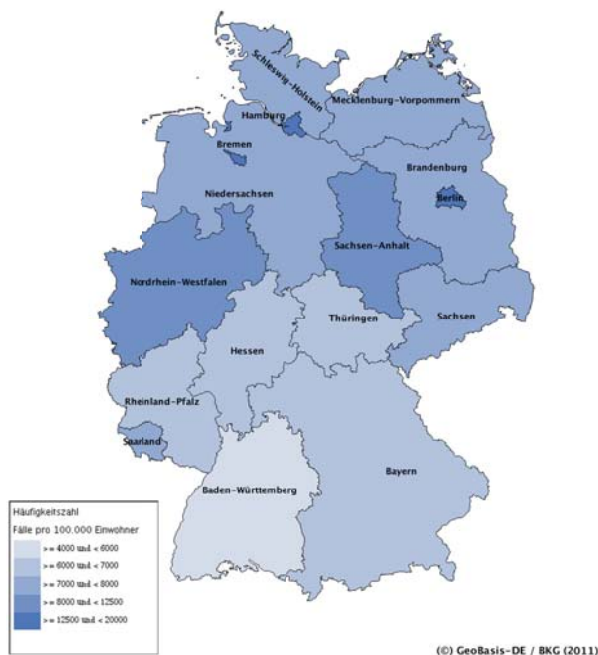 Schleswig-Holstein
Mecklenburg-Vorpommern
Hamburg
Bremen
Brandenburg
Niedersachsen
Berlin
Sachsen-Anhalt
Nordrhein-Westfalen
Thüringen
Sachsen
Hessen
Rheinland-Pfalz
Saarland
Bayern
Baden-Württemberg
Häufigkeitszahl
Fälle pro 100.000 Einwohner
>= 4000 und < 6000
>= 6000 und < 7000
>= 7000 und < 8000
>= 8000 und < 12500
>= 12500 und < 20000
(©) GeoBasis-DE / BKG (2011)